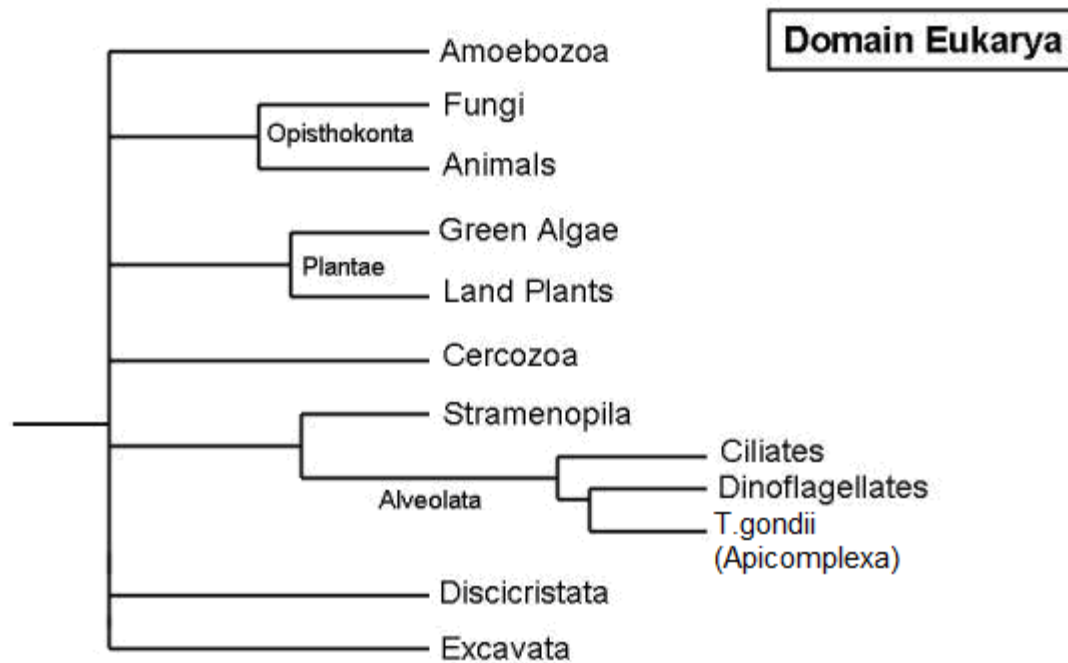 Domain Eukarya
Amoebozoa
Fungi
Opisthokonta
Animals
Green Algae
Plantae
Land Plants
Cercozoa
Stramenopila
Ciliates
Alveolata
Dinoflagellates
T.gondii
(Apicomplexa)
Discicristata
Excavata